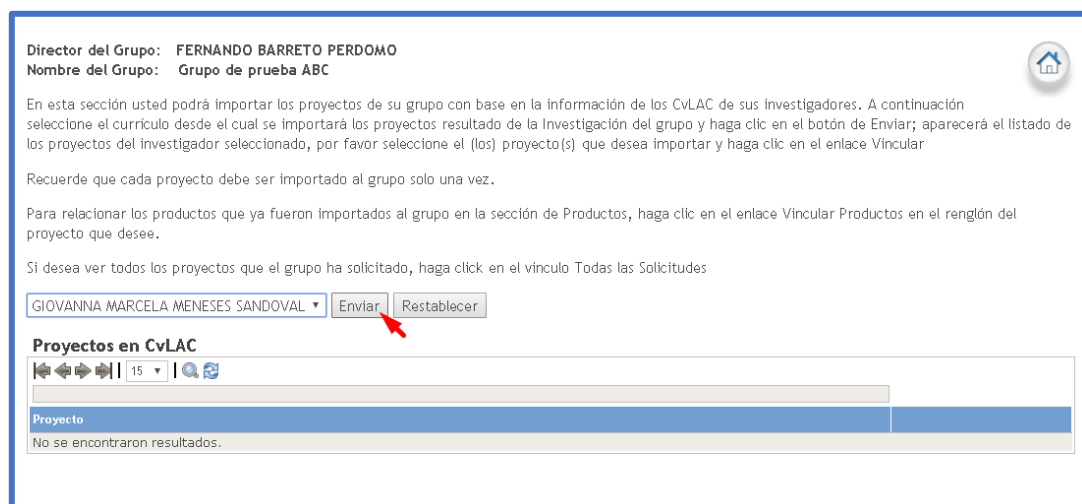 Director del Grupo: FERNANDO BARRETO PERDOMO
Nombre del Grupo: Grupo de prueba ABC
En esta sección usted podrá importar los proyectos de su grupo con base en la información de los CvLAC de sus investigadores. A continuación
seleccione el currículo desde el cual se importará los proyectos resultado de la Investigación del grupo y haga clic en el botón de Enviar; aparecerá el listado de
los proyectos del investigador seleccionado, por favor seleccione el (los) proyecto(s) que desea importar y haga clic en el enlace Vincular
Recuerde que cada proyecto debe ser importado al grupo solo una vez.
Para relacionar los productos que ya fueron importados al grupo en la sección de Productos, haga clic en el enlace Vincular Productos en el renglón del
proyecto que desee.
Si desea ver todos los proyectos que el grupo ha solicitado, haga click en el vinculo Todas las Solicitudes
GIOVANNA MARCELA MENESES SANDOVAL Enviar Restablecer
Proyectos en CvLAC
15
Proyecto
No se encontraron resultados.